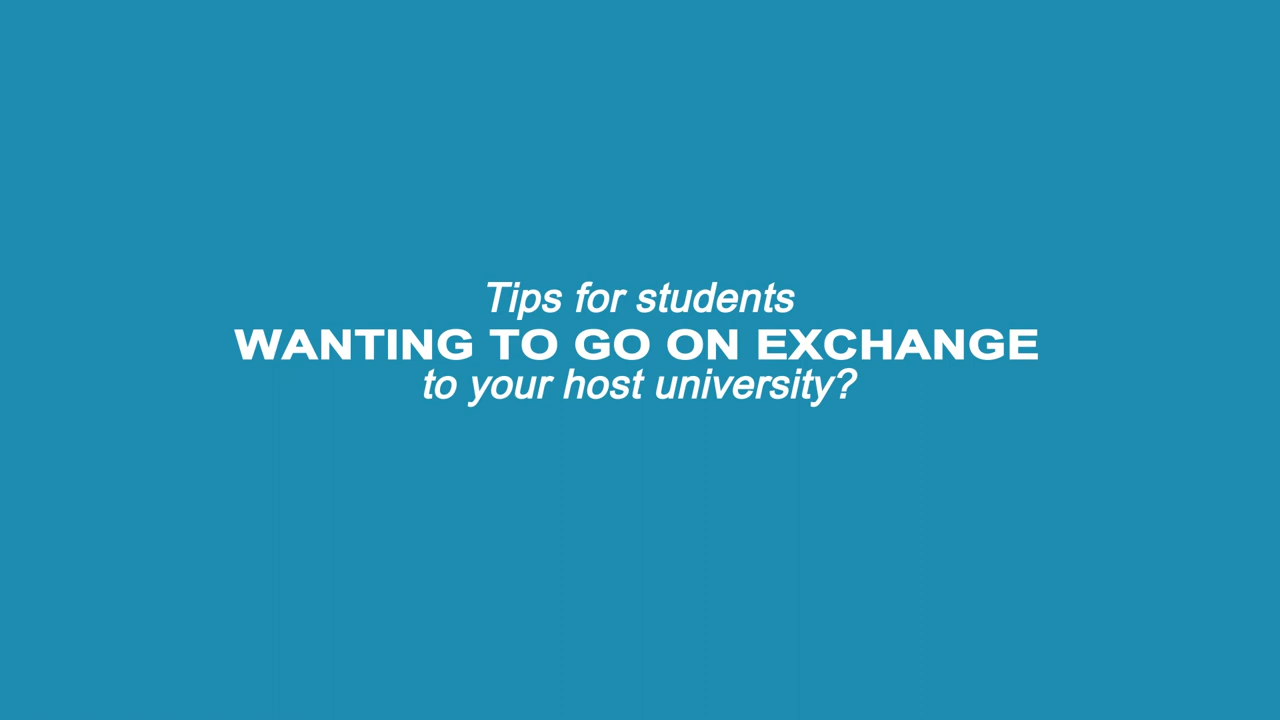 Tips for students
WANTING TO GO ON EXCHANGE
to your host university?